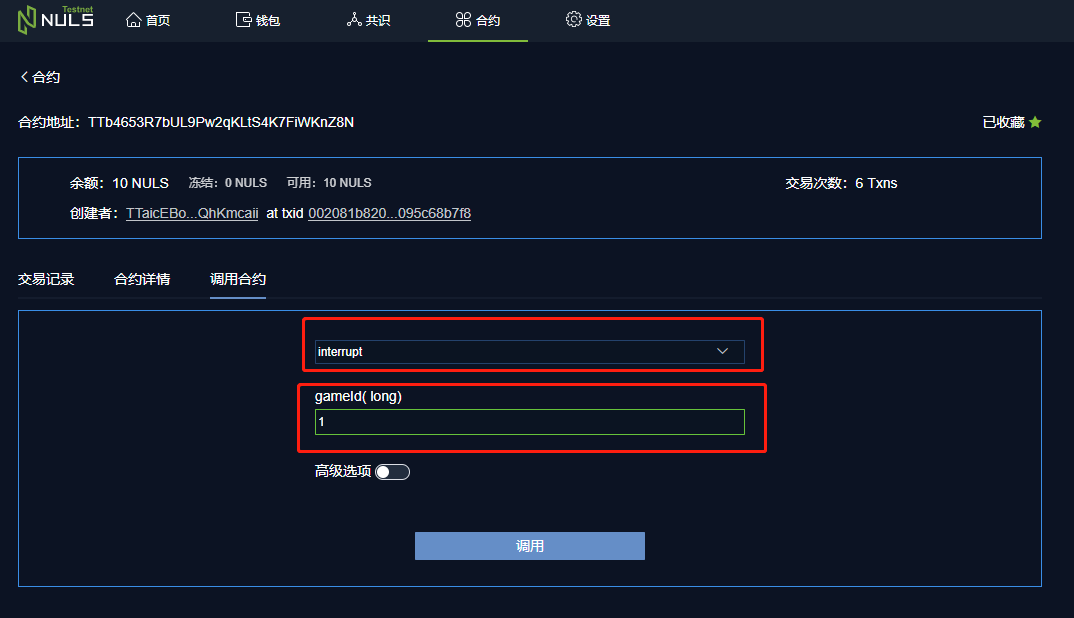 Testnet
NULS 首页 钱包 共识 合约 设置
合约
合约地址：TTb4653R7bUL9Pw2qKLtS4K7FiWKnZ8N 已收藏
余额：10 NULS 冻结：0 NULS 可用：10 NULS 交易次数：6 Txns
创建者：TTaicEBo...QhKmcaii at txid 002081b820...095c68b7f8
交易记录 合约详情 调用合约
interrupt
gameId( long)
1
高级选项
调用